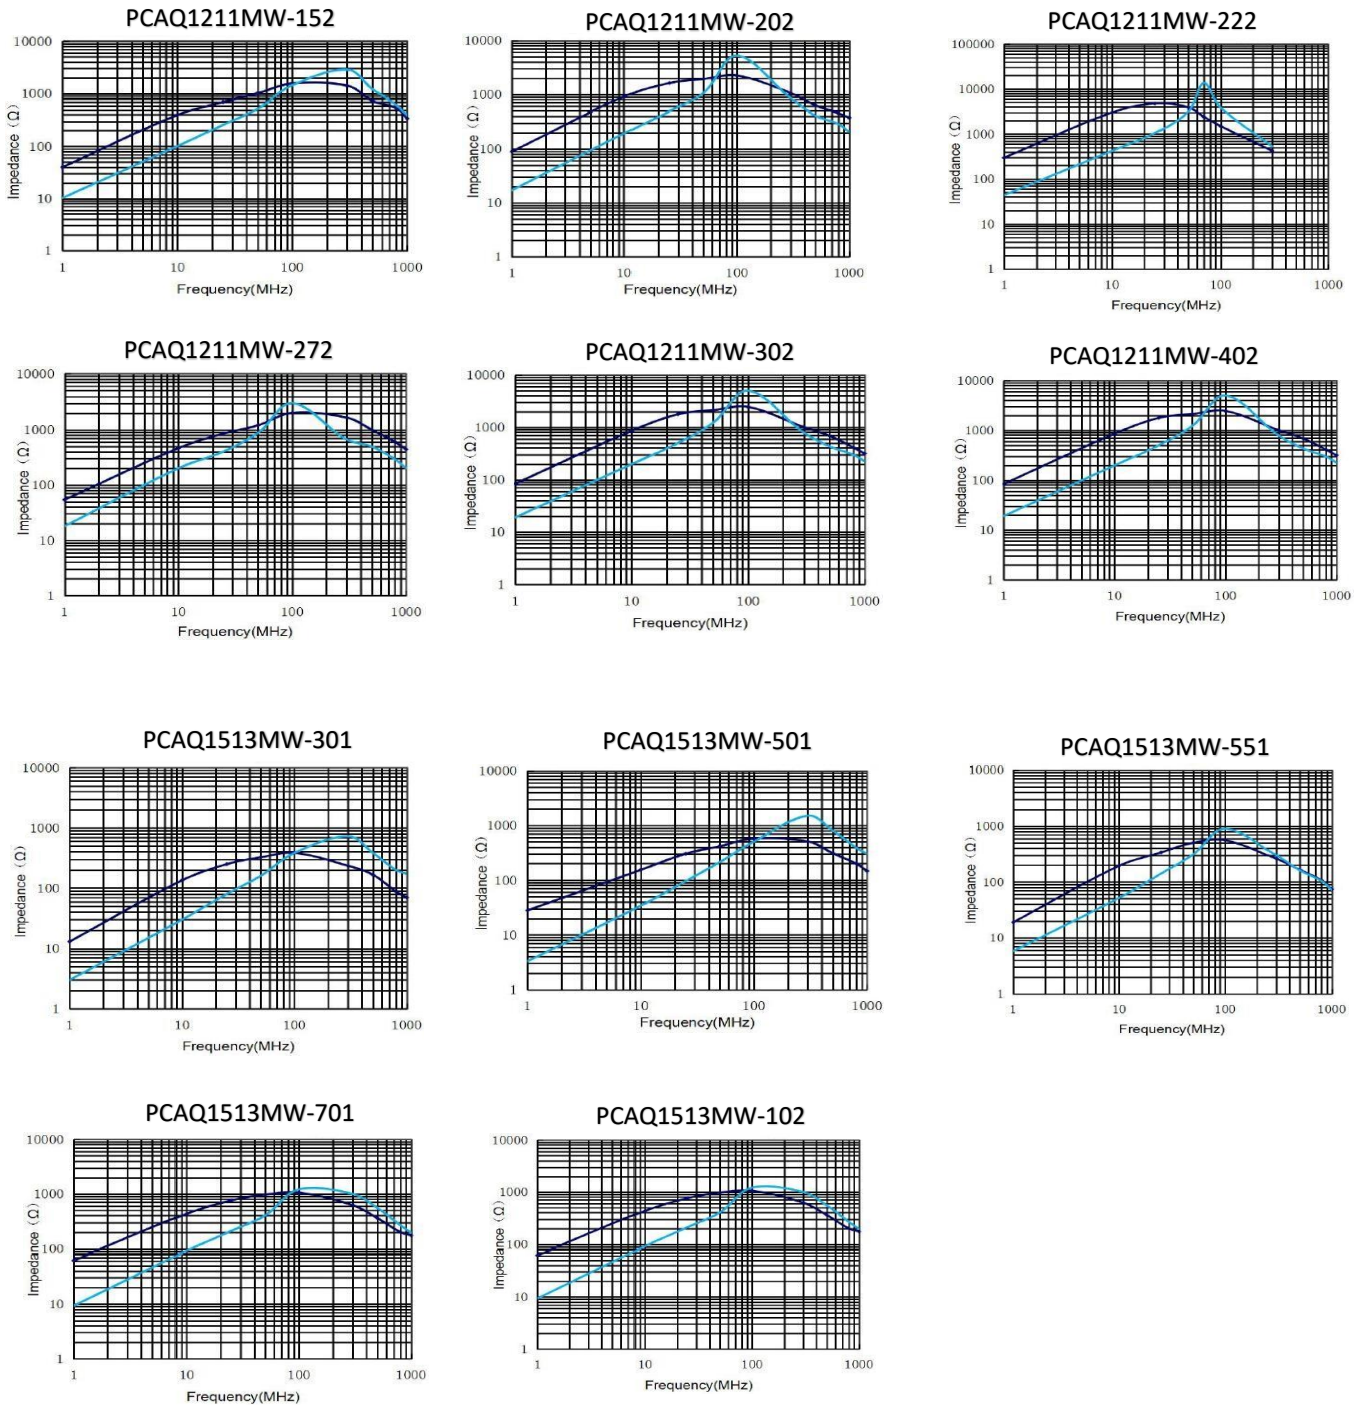 PCAQ1211MW-152
10000
1000
100
10
1
Impedance (Ω)
1 10 100 1000
Frequency(MHz)
PCAQ1211MW-202
10000
1000
100
10
1
Impedance (Ω)
1 10 100 1000
Frequency(MHz)
PCAQ1211MW-222
100000
10000
1000
100
10
1
Impedance (Ω)
1 10 100 1000
Frequency(MHz)
PCAQ1211MW-272
10000
1000
100
10
1
Impedance (Ω)
1 10 100 1000
Frequency(MHz)
PCAQ1211MW-302
10000
1000
100
10
1
Impedance (Ω)
1 10 100 1000
Frequency(MHz)
PCAQ1211MW-402
10000
1000
100
10
1
Impedance (Ω)
1 10 100 1000
Frequency(MHz)
PCAQ1513MW-301
10000
1000
100
10
1
Impedance (Ω)
1 10 100 1000
Frequency(MHz)
PCAQ1513MW-501
10000
1000
100
10
1
Impedance (Ω)
1 10 100 1000
Frequency(MHz)
PCAQ1513MW-551
10000
1000
100
10
1
Impedance (Ω)
1 10 100 1000
Frequency(MHz)
PCAQ1513MW-701
10000
1000
100
10
1
Impedance (Ω)
1 10 100 1000
Frequency(MHz)
PCAQ1513MW-102
10000
1000
100
10
1
Impedance (Ω)
1 10 100 1000
Frequency(MHz)